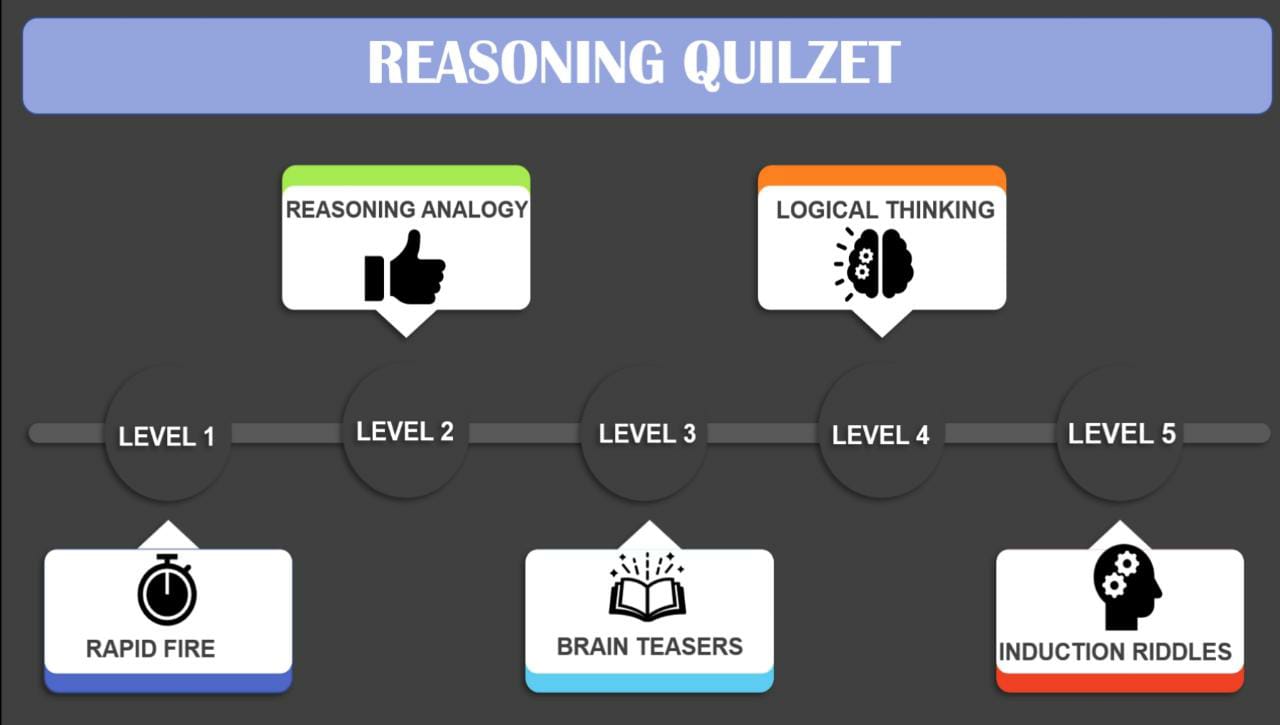 REASONING QUILZET
REASONING ANALOGY
LOGICAL THINKING
LEVEL 1
LEVEL 2
LEVEL 3
LEVEL 4
LEVEL 5
RAPID FIRE
BRAIN TEASERS
INDUCTION RIDDLES